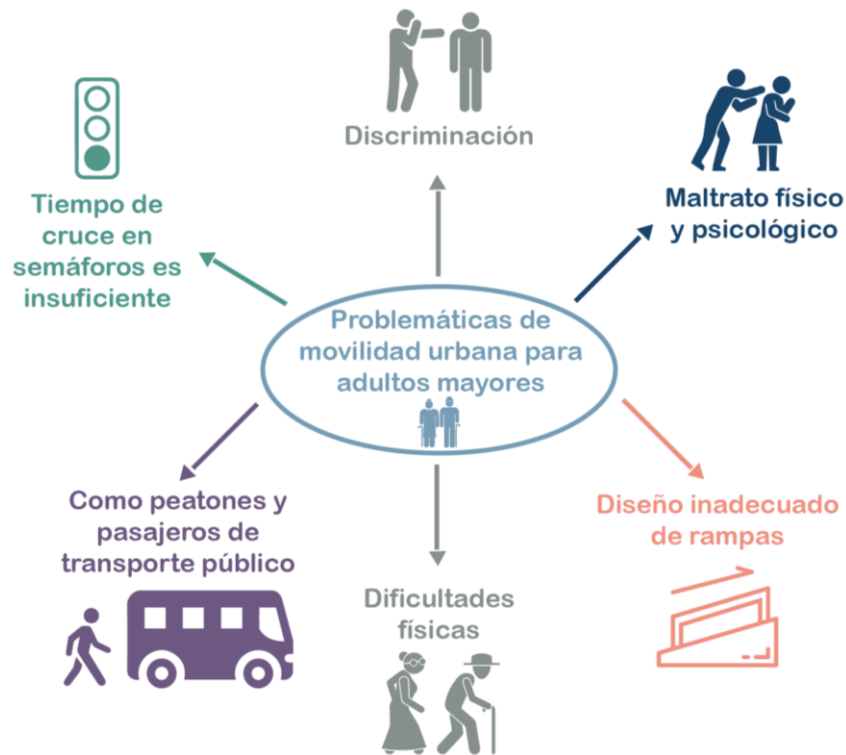 Discriminación
Maltrato físico
y psicológico
Tiempo de
cruce en
semáforos es
insuficiente
Problemáticas de
movilidad urbana para
adultos mayores
Como peatones y
pasajeros de
transporte público
Diseño inadecuado
de rampas
Dificultades
físicas